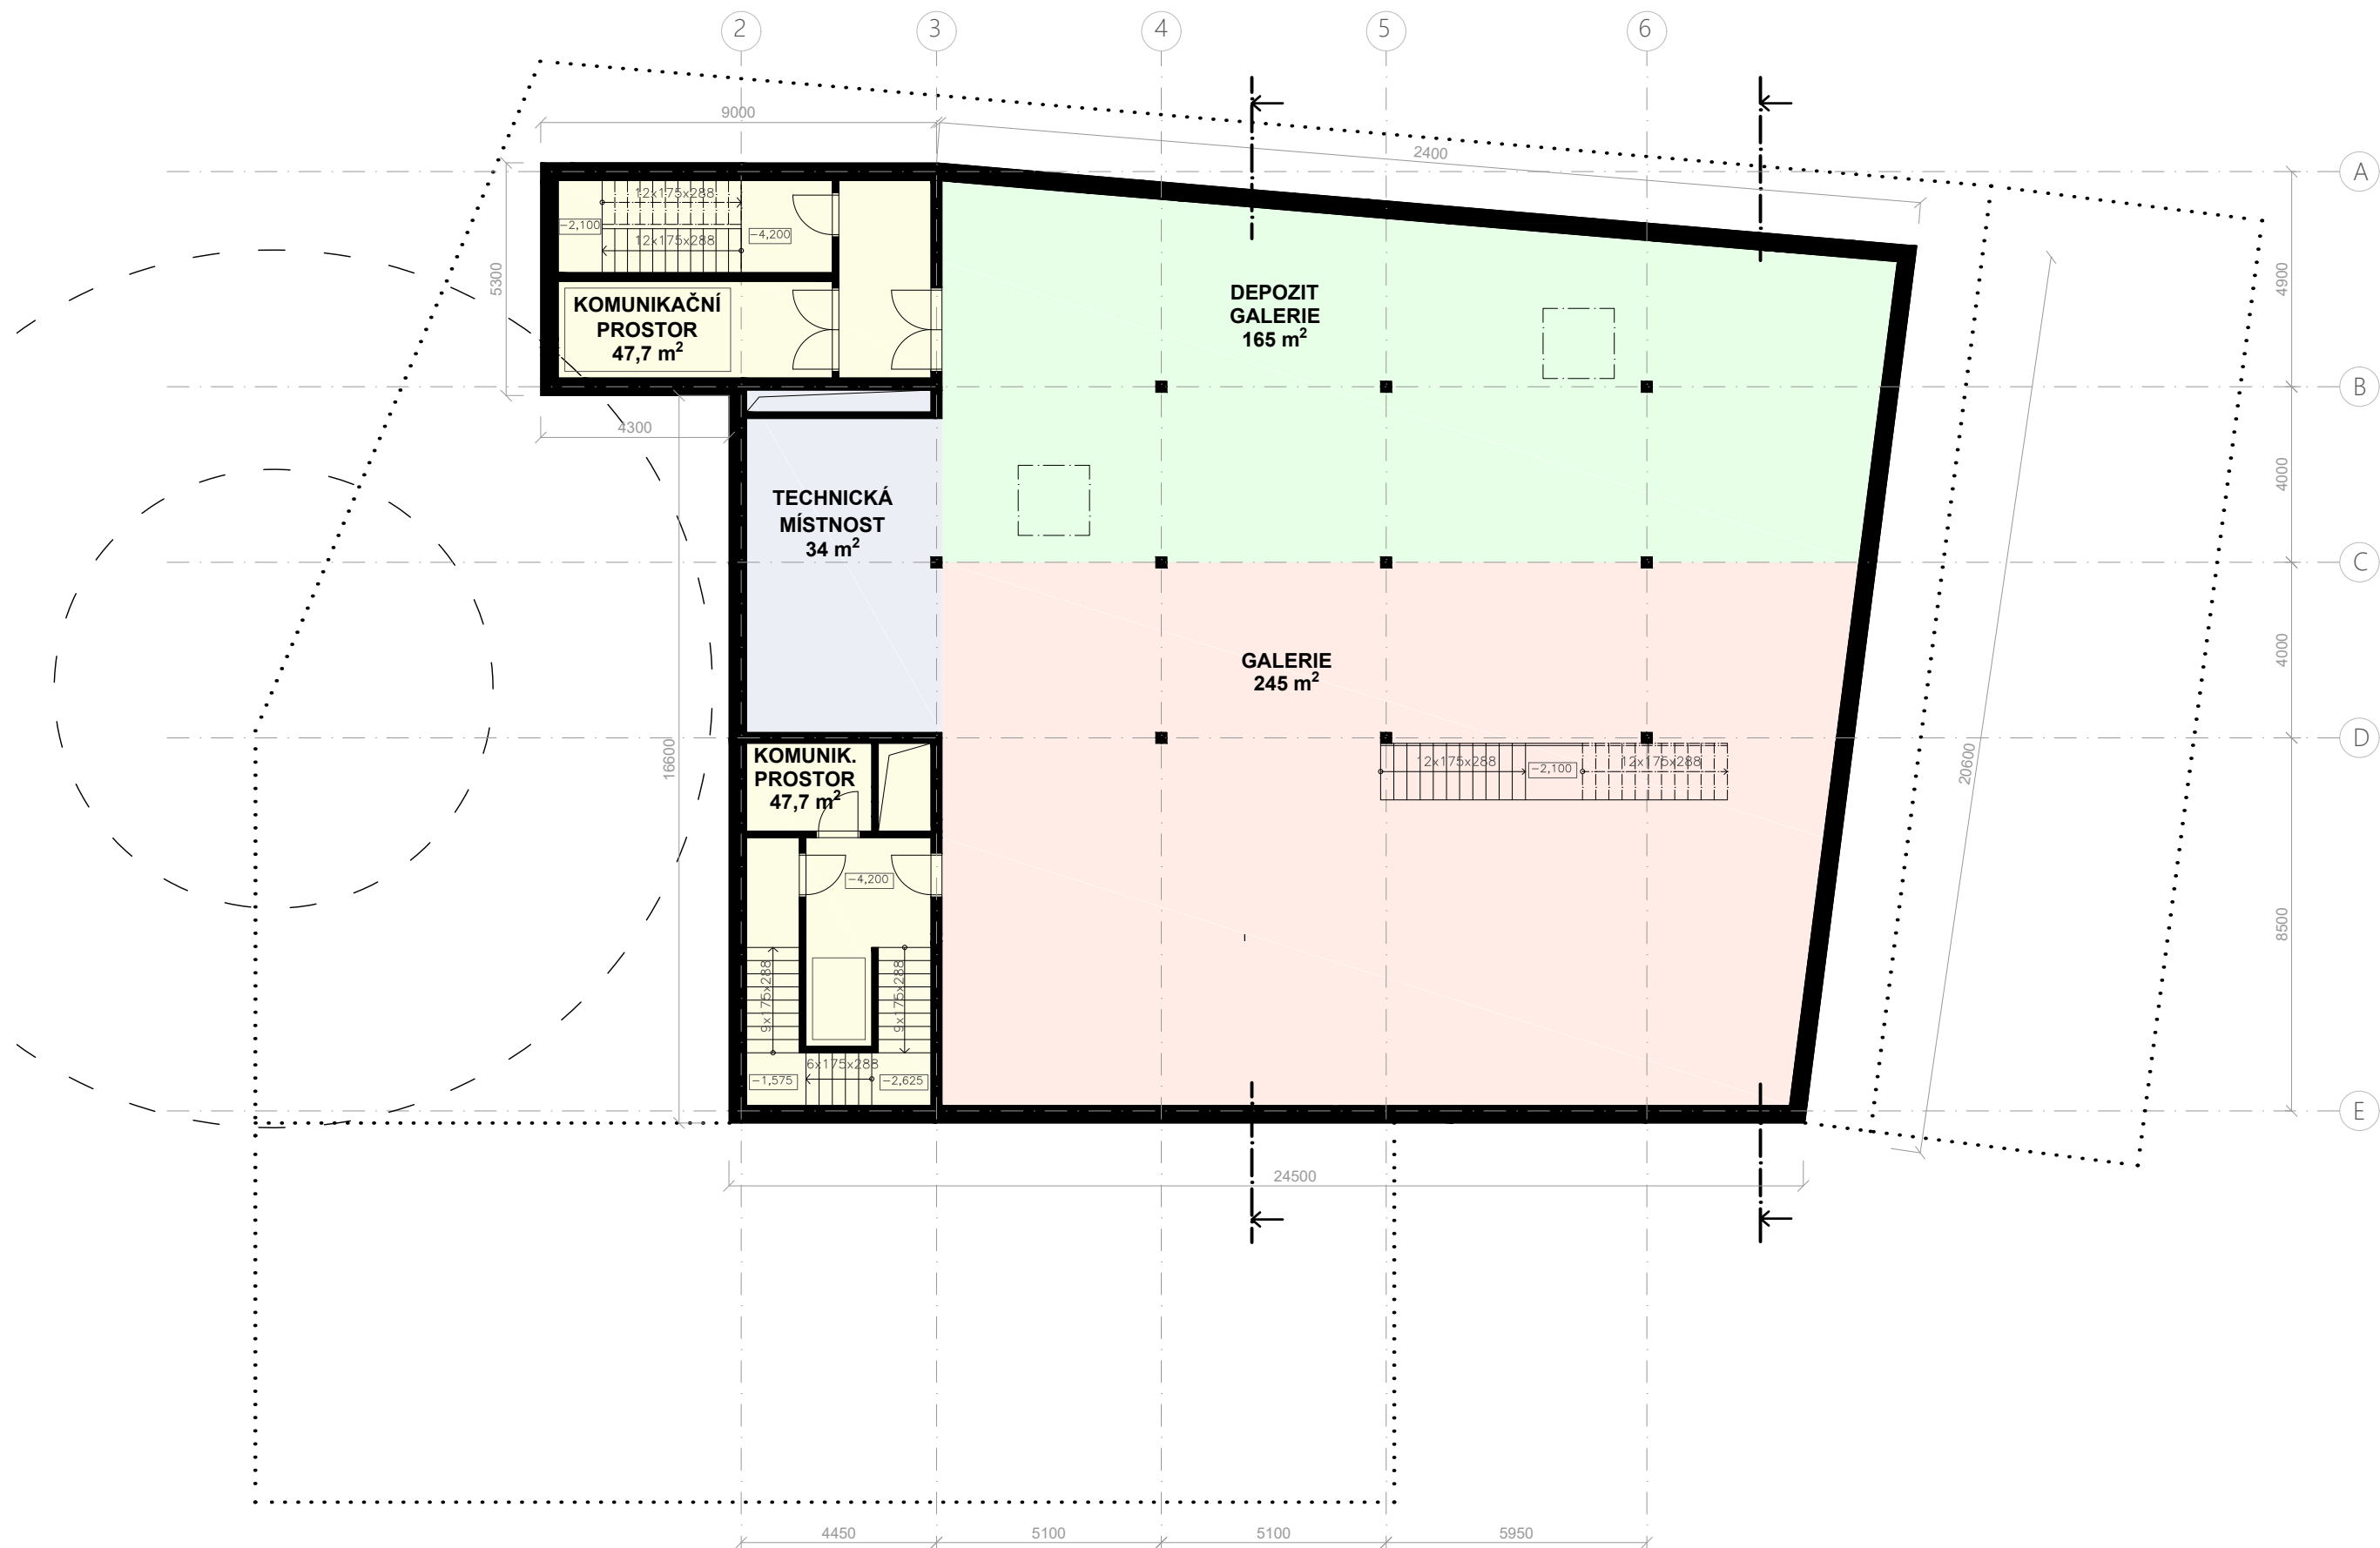 2
3
4
5
6
9000
2400
A
12x175x288
-2,100
-4,200
12x175x288
5300
4900
KOMUNIKAČNÍ
PROSTOR
47,7 m²
DEPOZIT
GALERIE
165 m²
B
4300
4000
TECHNICKÁ
MÍSTNOST
34 m²
C
GALERIE
245 m²
4000
D
16600
KOMUNIK.
PROSTOR
47,7 m²
12x175x288
-2,100
12x175x288
20600
-4,200
8500
9x175x288
9x175x288
6x175x288
-1,575
-2,625
E
24500
4450
5100
5100
5950